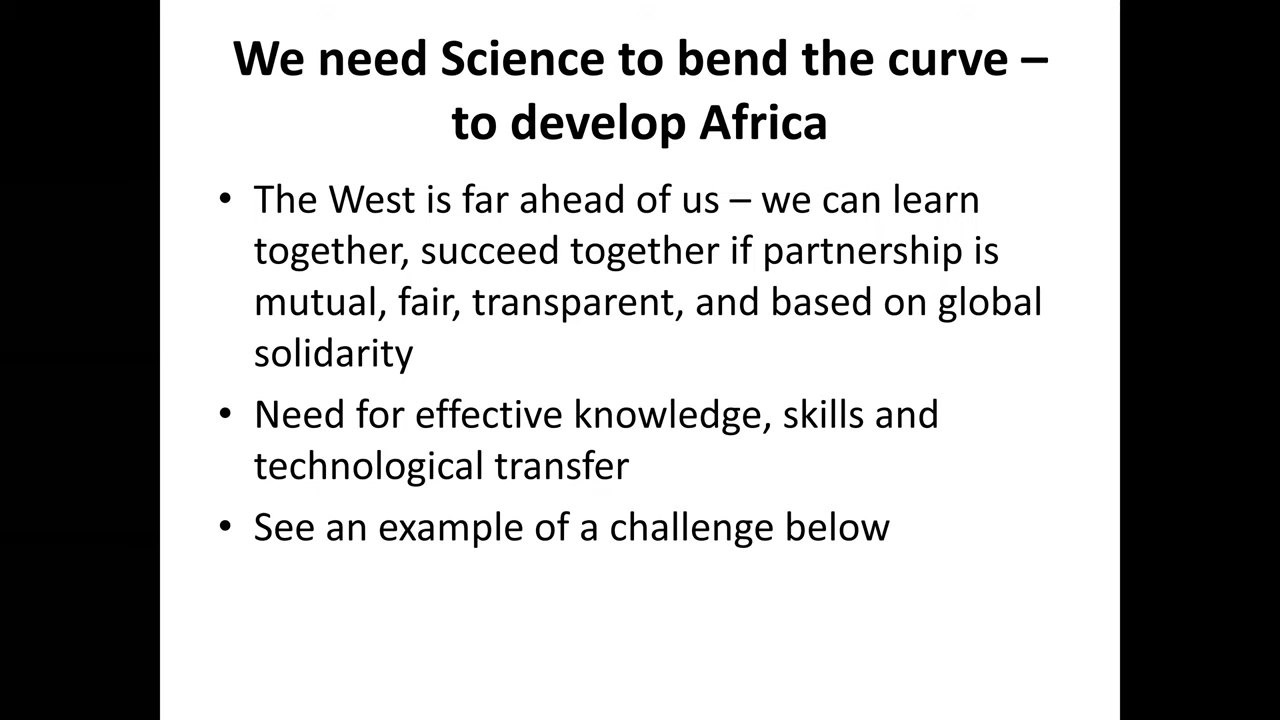 We need Science to bend the curve –
to develop Africa
• The West is far ahead of us – we can learn
together, succeed together if partnership is
mutual, fair, transparent, and based on global
solidarity
• Need for effective knowledge, skills and
technological transfer
• See an example of a challenge below